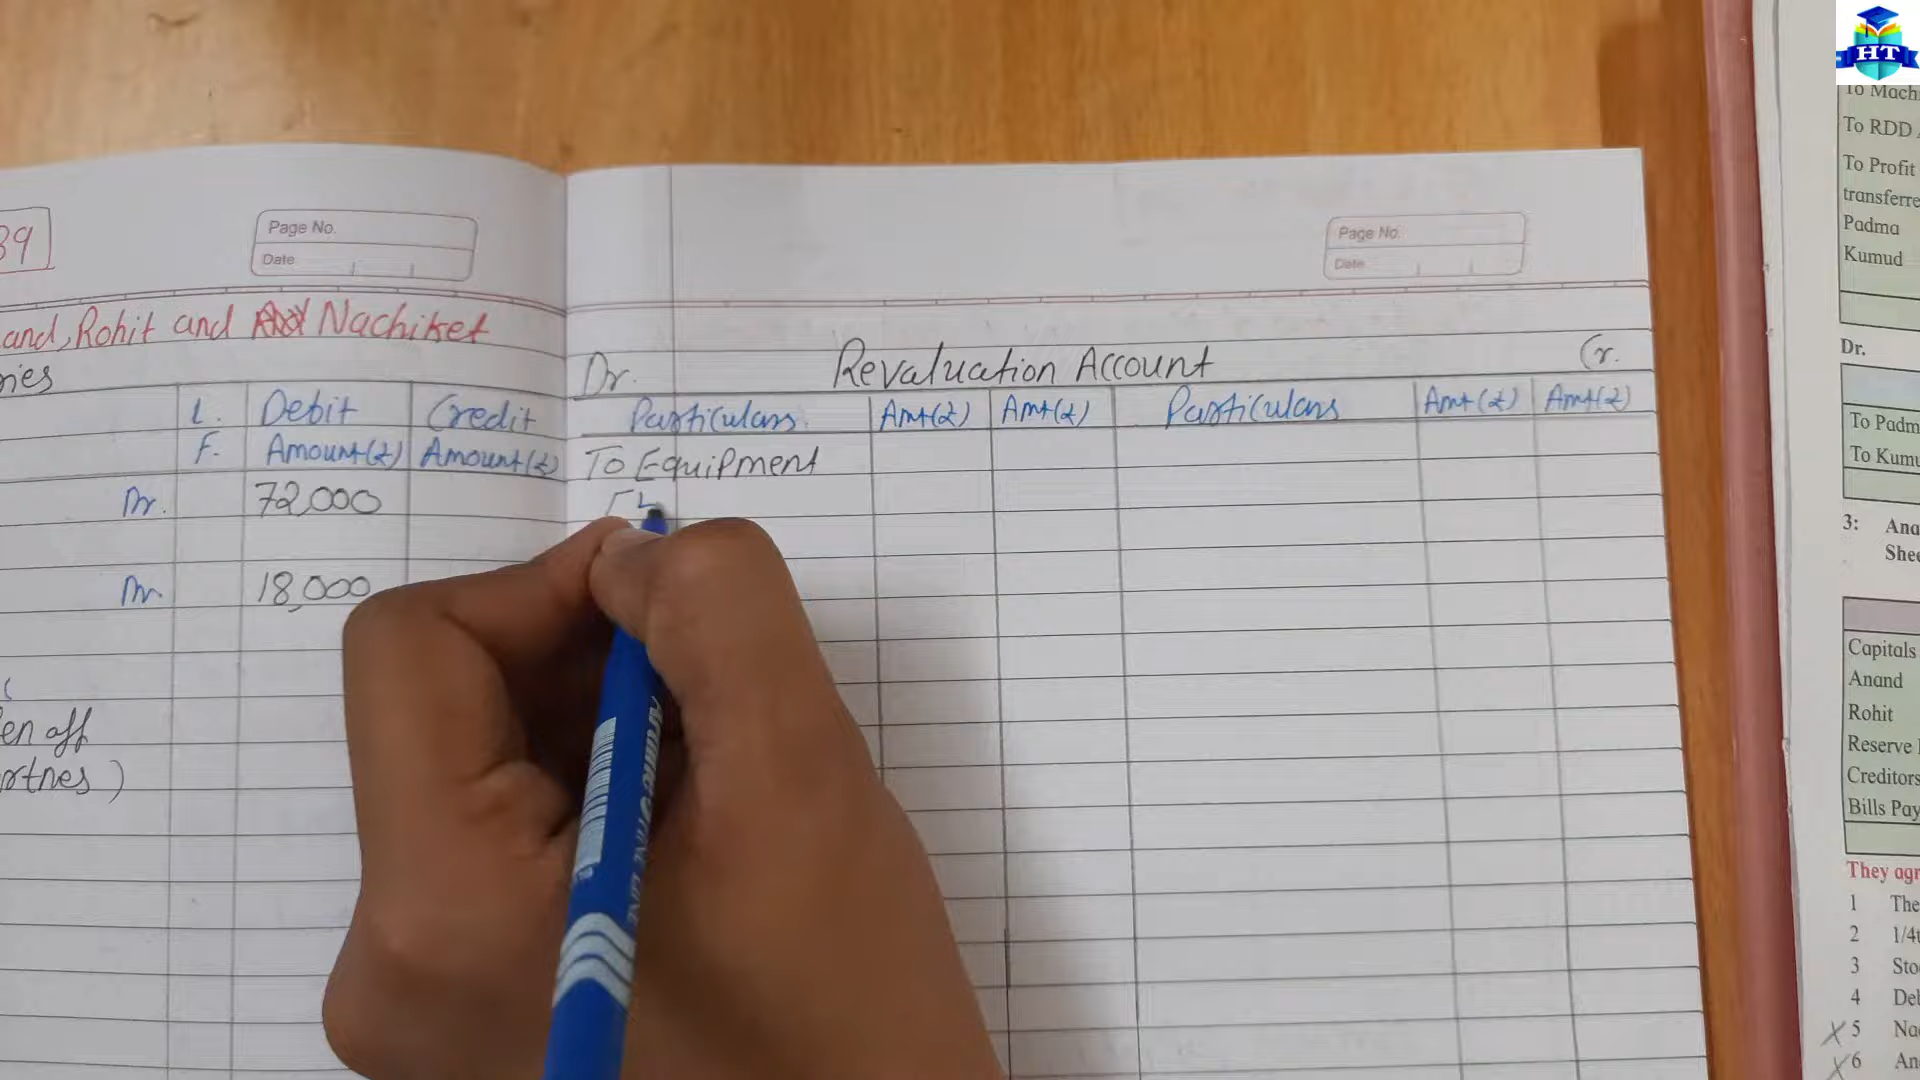 HT
39
Page No.
Date
and, Rohit and Nachiket
ries
L. Debit Credit
F. Amount(₹) Amount(₹)
Dr. 72,000
Dr. 18,000
en off
rtnes )
Page No.
Date
Dr. Revaluation Account Cr.
Particulars Amt(₹) Amt(₹) Particulars Amt(₹) Amt(₹)
To Equipment
To Mach
To RDD
To Profit
transferre
Padma
Kumud
Dr.
To Padm
To Kumu
3: Ana
Shee
Capitals
Anand
Rohit
Reserve
Creditors
Bills Pay
They agr
1 The
2 1/4t
3 Sto
4 Del
X 5 Na
X 6 An